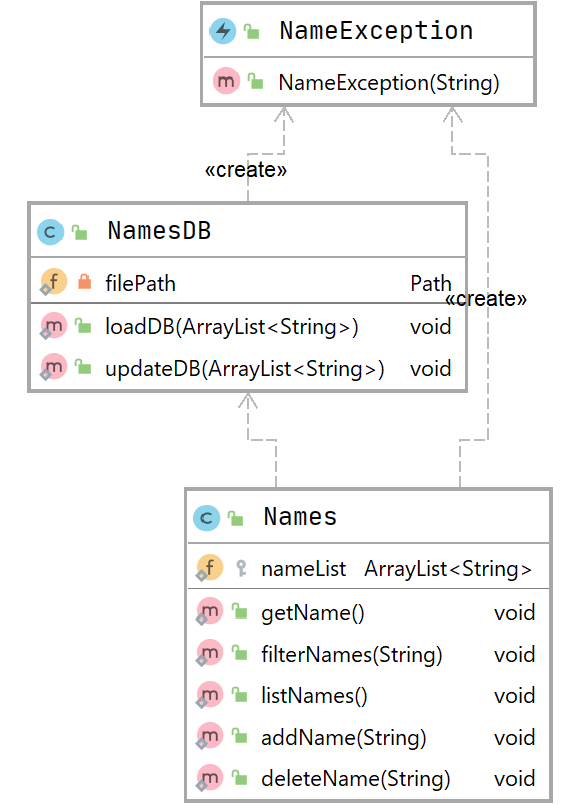 NameException
NameException(String)
«create»
NamesDB
filePath Path
«create»
loadDB(ArrayList<String>) void
updateDB(ArrayList<String>) void
Names
nameList ArrayList<String>
getName() void
filterNames(String) void
listNames() void
addName(String) void
deleteName(String) void